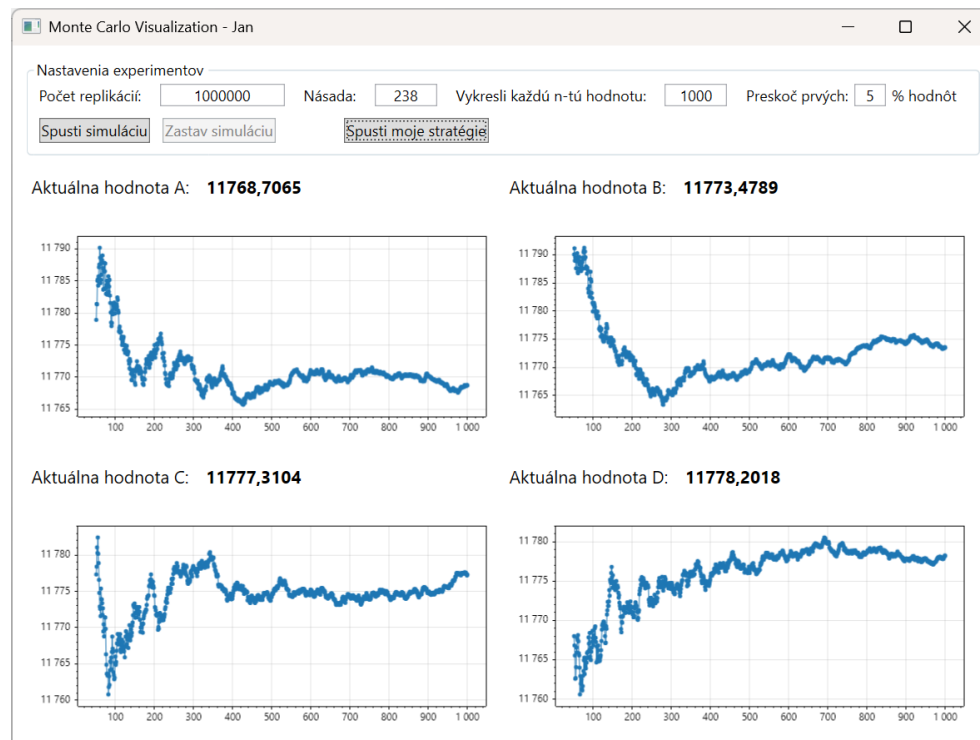 Monte Carlo Visualization - Jan
Nastavenia experimentov
Počet replikácií: 1000000 Násada: 238 Vykresli každú n-tú hodnotu: 1000 Preskoč prvých: 5 % hodnôt
Spusti simuláciu Zastav simuláciu Spusti moje stratégie
Aktuálna hodnota A: 11768,7065
11 790
11 785
11 780
11 775
11 770
11 765
100 200 300 400 500 600 700 800 900 1 000
Aktuálna hodnota B: 11773,4789
11 790
11 785
11 780
11 775
11 770
11 765
100 200 300 400 500 600 700 800 900 1 000
Aktuálna hodnota C: 11777,3104
11 780
11 775
11 770
11 765
11 760
100 200 300 400 500 600 700 800 900 1 000
Aktuálna hodnota D: 11778,2018
11 780
11 775
11 770
11 765
11 760
100 200 300 400 500 600 700 800 900 1 000